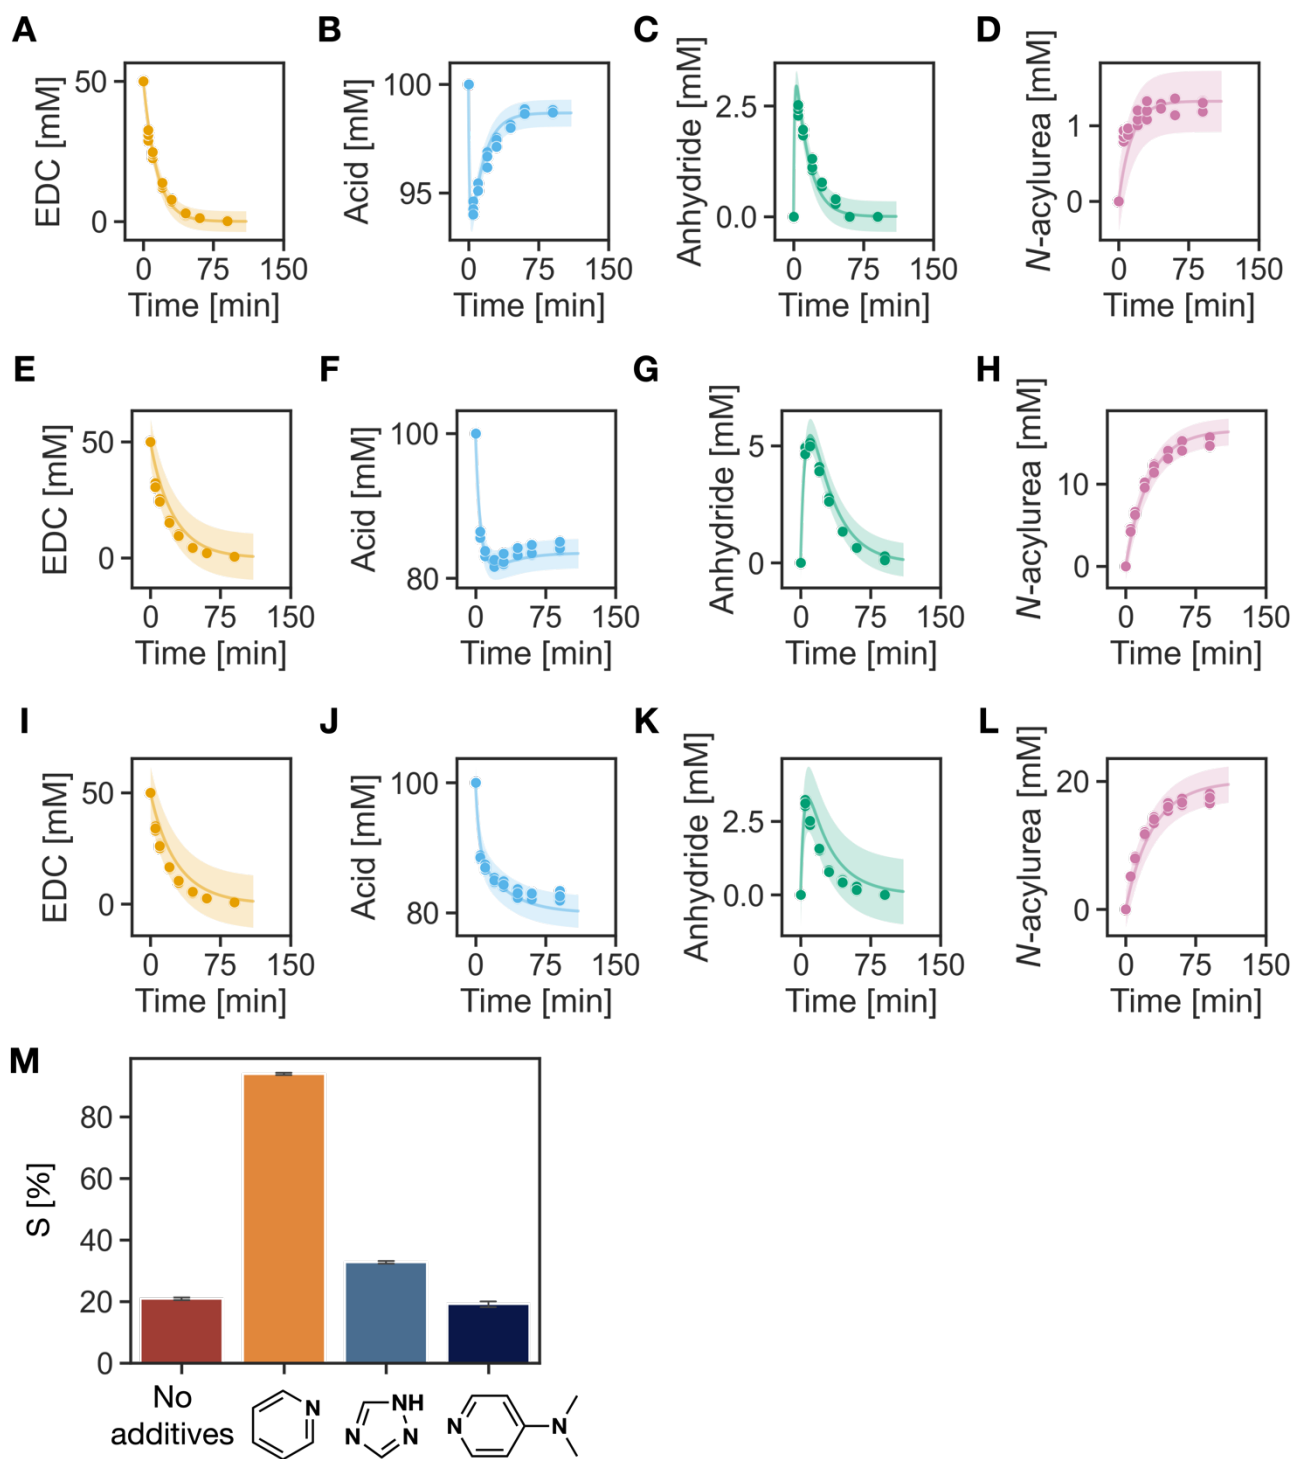 A
EDC [mM]
50
0
0 75 150
Time [min]
B
Acid [mM]
100
95
0 75 150
Time [min]
C
Anhydride [mM]
2.5
0.0
0 75 150
Time [min]
D
N-acylurea [mM]
1
0
0 75 150
Time [min]
E
EDC [mM]
50
0
0 75 150
Time [min]
F
Acid [mM]
100
80
0 75 150
Time [min]
G
Anhydride [mM]
5
0
0 75 150
Time [min]
H
N-acylurea [mM]
10
0
0 75 150
Time [min]
I
EDC [mM]
50
0
0 75 150
Time [min]
J
Acid [mM]
100
80
0 75 150
Time [min]
K
Anhydride [mM]
2.5
0.0
0 75 150
Time [min]
L
N-acylurea [mM]
20
0
0 75 150
Time [min]
M
S [%]
80
60
40
20
0
No
additives
N
NH
N
N
N
N